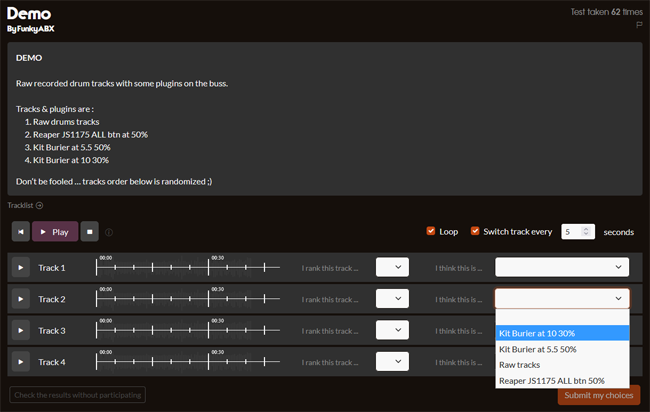 Demo
Test taken 62 times
By FunkyABX
DEMO
Raw recorded drum tracks with some plugins on the buss.
Tracks & plugins are :
1. Raw drums tracks
2. Reaper JS1175 ALL btn at 50%
3. Kit Burier at 5.5 50%
4. Kit Burier at 10 30%
Don't be fooled ... tracks order below is randomized ;)
Tracklist
Play
Loop
Switch track every 5 seconds
Track 1 00:00 00:30 I rank this track ... I think this is ...
Track 2 00:00 00:30 I rank this track ... I think this is ...
Kit Burier at 10 30%
Track 3 00:00 00:30 I rank this track ... I think this is ...
Kit Burier at 5.5 50%
Raw tracks
Track 4 00:00 00:30 I rank this track ... I think this is ...
Reaper JS1175 ALL btn 50%
Check the results without participating
Submit my choices